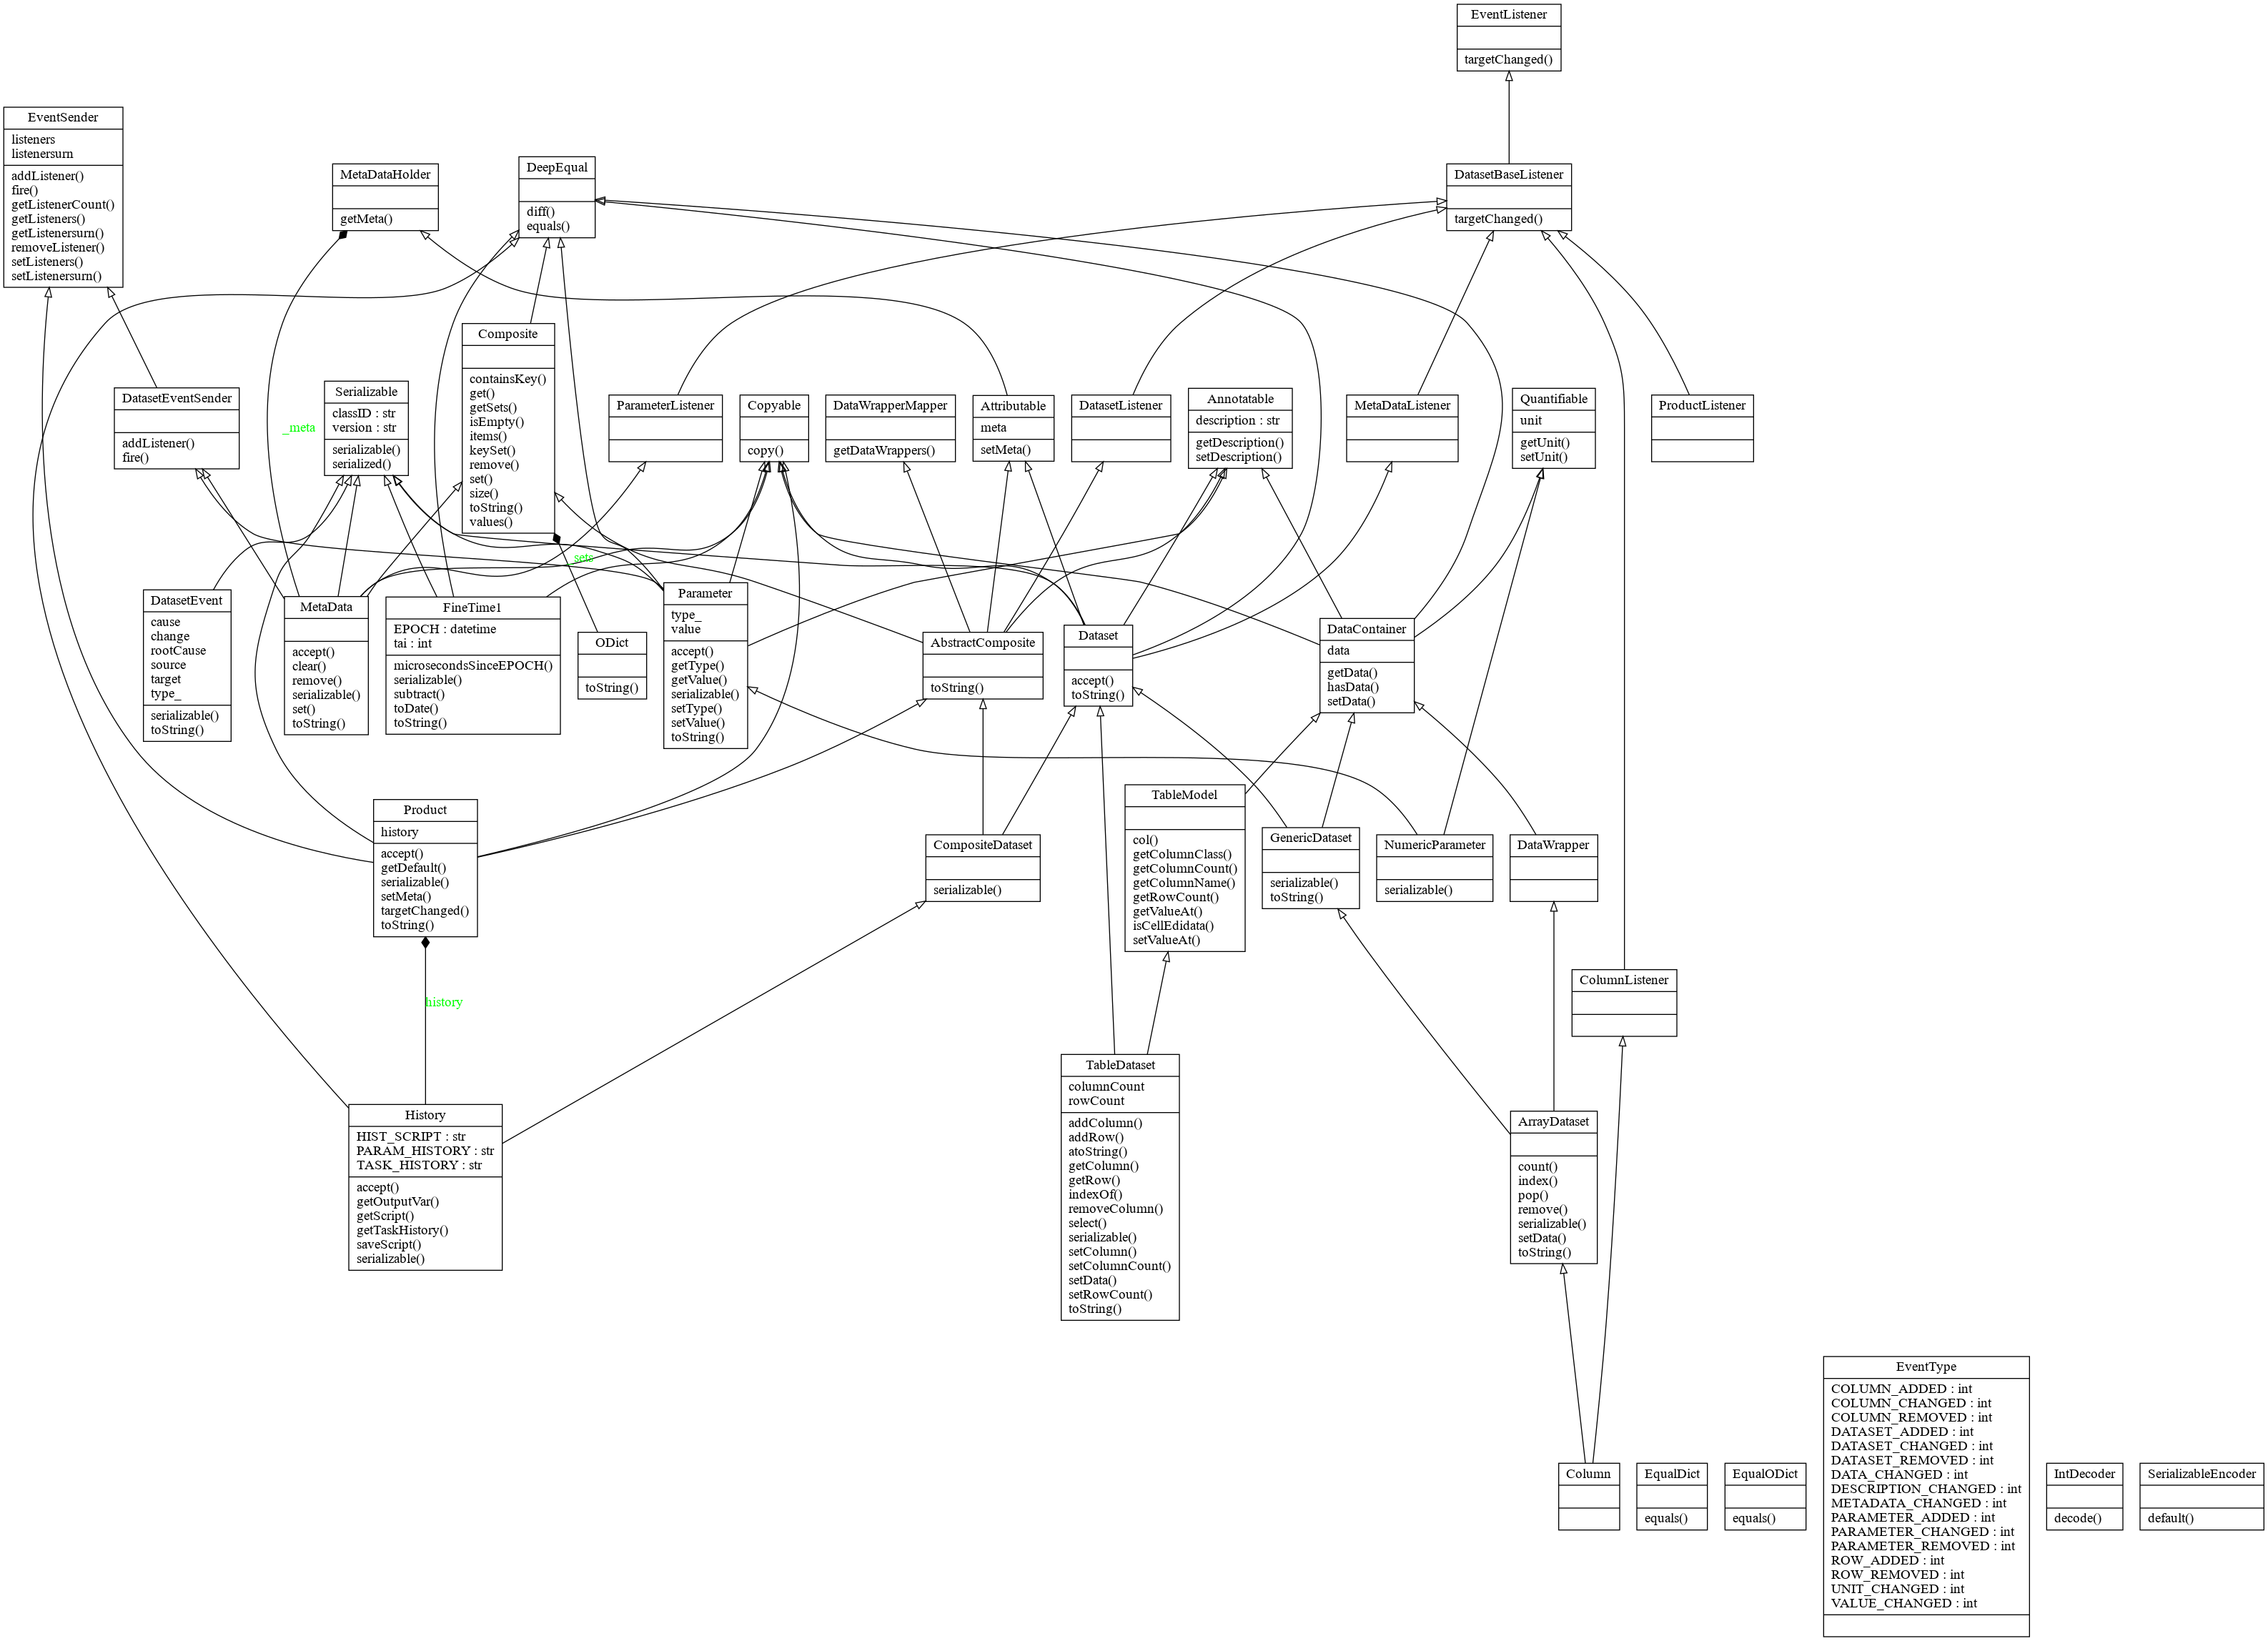 EventListener
targetChanged()
EventSender
listeners
listenersurn
addListener()
fire()
getListenerCount()
getListeners()
getListenersurn()
removeListener()
setListeners()
setListenersurn()
MetaDataHolder
getMeta()
DeepEqual
diff()
equals()
DatasetBaseListener
targetChanged()
DatasetEventSender
addListener()
fire()
_meta
Serializable
classID : str
version : str
serializable()
serialized()
Composite
containsKey()
get()
getSets()
isEmpty()
items()
keySet()
remove()
set()
size()
toString()
values()
ParameterListener
Copyable
copy()
DataWrapperMapper
getDataWrappers()
Attributable
meta
setMeta()
DatasetListener
Annotatable
description : str
getDescription()
setDescription()
MetaDataListener
Quantifiable
unit
getUnit()
setUnit()
ProductListener
_sets
DatasetEvent
cause
change
rootCause
source
target
type_
serializable()
toString()
MetaData
accept()
clear()
remove()
serializable()
set()
toString()
FineTime1
EPOCH : datetime
tai : int
microsecondsSinceEPOCH()
serializable()
subtract()
toDate()
toString()
ODict
toString()
Parameter
type_
value
accept()
getType()
getValue()
serializable()
setType()
setValue()
toString()
AbstractComposite
toString()
Dataset
accept()
toString()
DataContainer
data
getData()
hasData()
setData()
Product
history
accept()
getDefault()
serializable()
setMeta()
targetChanged()
toString()
CompositeDataset
serializable()
TableModel
col()
getColumnClass()
getColumnCount()
getColumnName()
getRowCount()
getValueAt()
isCellEdidata()
setValueAt()
GenericDataset
serializable()
toString()
NumericParameter
serializable()
DataWrapper
history
ColumnListener
History
HIST_SCRIPT : str
PARAM_HISTORY : str
TASK_HISTORY : str
accept()
getOutputVar()
getScript()
getTaskHistory()
saveScript()
serializable()
TableDataset
columnCount
rowCount
addColumn()
addRow()
atoString()
getColumn()
getRow()
indexOf()
removeColumn()
select()
serializable()
setColumn()
setColumnCount()
setData()
setRowCount()
toString()
ArrayDataset
count()
index()
pop()
remove()
serializable()
setData()
toString()
Column
EqualDict
equals()
EqualODict
equals()
EventType
COLUMN_ADDED : int
COLUMN_CHANGED : int
COLUMN_REMOVED : int
DATASET_ADDED : int
DATASET_CHANGED : int
DATASET_REMOVED : int
DATA_CHANGED : int
DESCRIPTION_CHANGED : int
METADATA_CHANGED : int
PARAMETER_ADDED : int
PARAMETER_CHANGED : int
PARAMETER_REMOVED : int
ROW_ADDED : int
ROW_REMOVED : int
UNIT_CHANGED : int
VALUE_CHANGED : int
IntDecoder
decode()
SerializableEncoder
default()